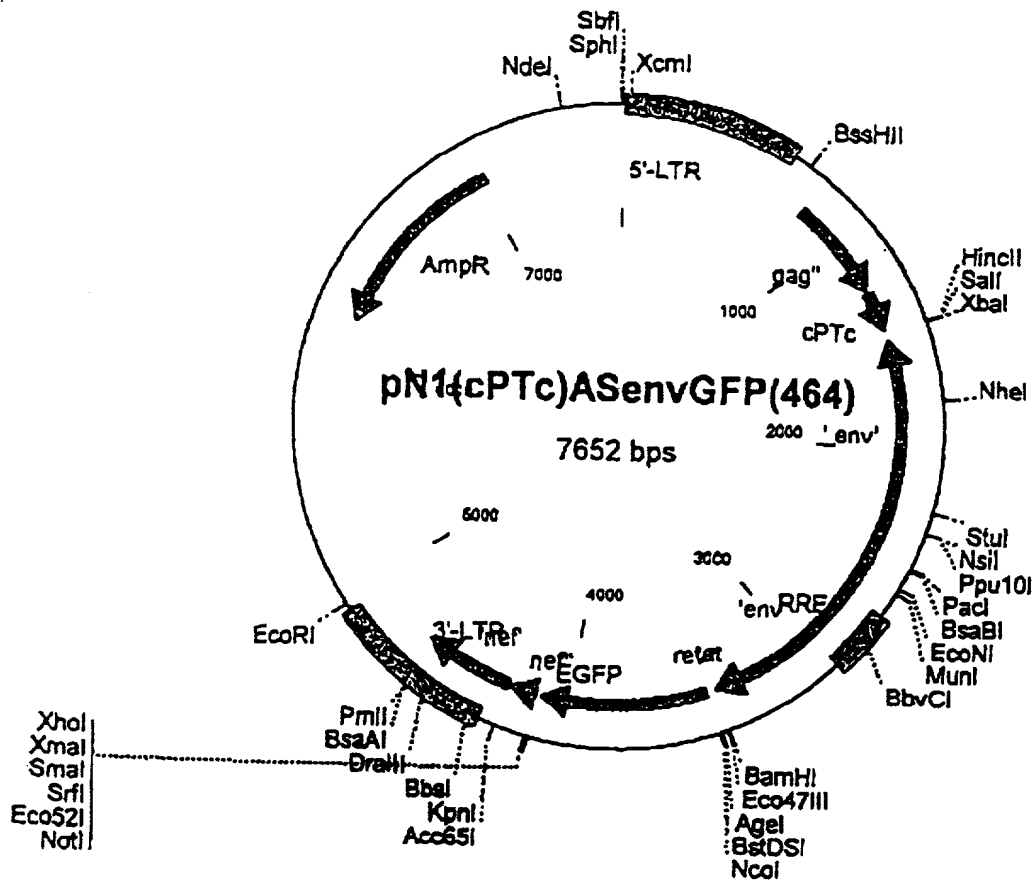 SbfI
SphI
XcmI
NdeI
BssHII
5'-LTR
AmpR
7000
gag"
1000
cPTc
HincII
SalI
XbaI
NheI
pN1(cPTc)ASenvGFP(464)
7652 bps
2000
'_env'
StuI
NsiI
Ppu10I
PacI
BsaBI
EcoNI
MunI
BbvCI
3000
'env
RRE
4000
retat
EGFP
nef"
nef'
3'-LTR
EcoRI
PmlI
BsaAI
DraIII
BbsI
KpnI
Acc65I
XhoI
XmaI
SmaI
SrfI
Eco52I
NotI
BamHI
Eco47III
AgeI
BstDSI
NcoI